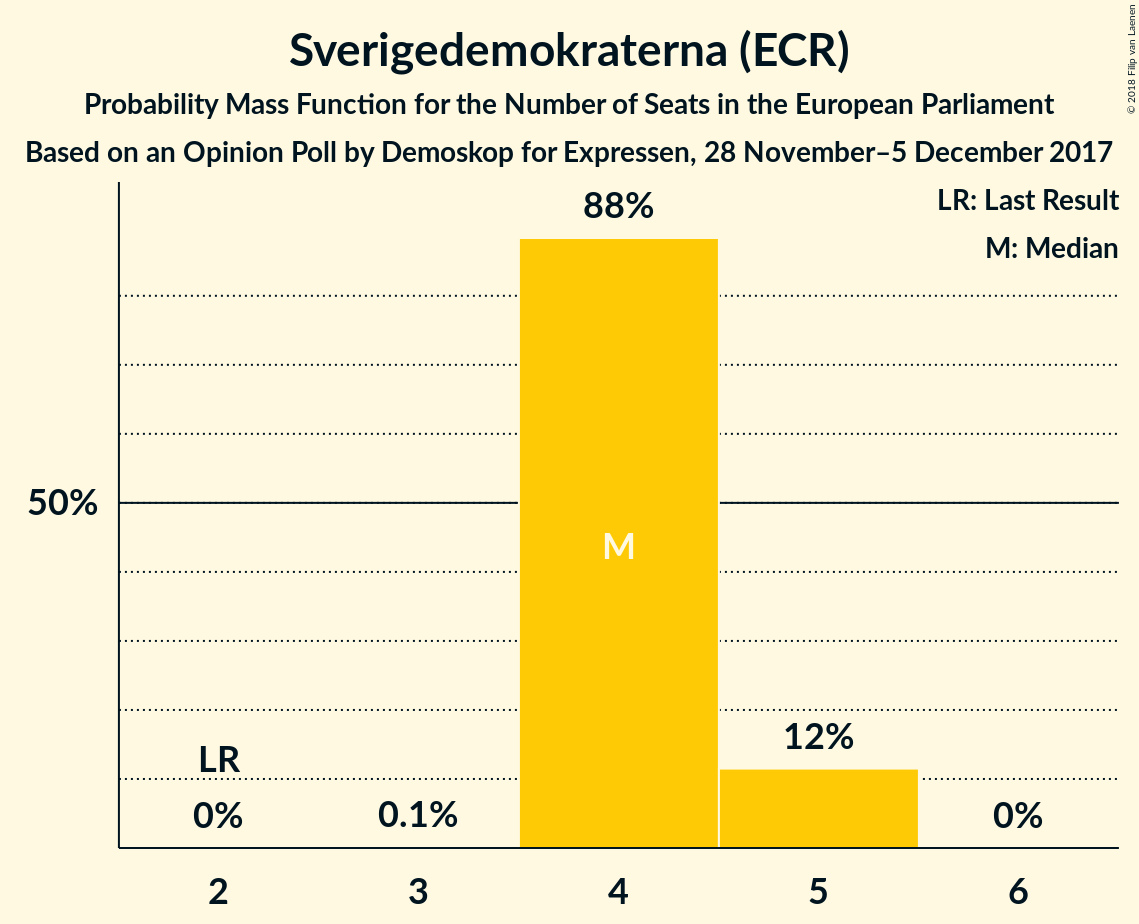 Sverigedemokraterna (ECR)
Probability Mass Function for the Number of Seats in the European Parliament
Based on an Opinion Poll by Demoskop for Expressen, 28 November–5 December 2017
© 2018 Filip van Laenen
LR: Last Result
M: Median
88%
50%
M
12%
LR
0%
0.1%
0%
2
3
4
5
6